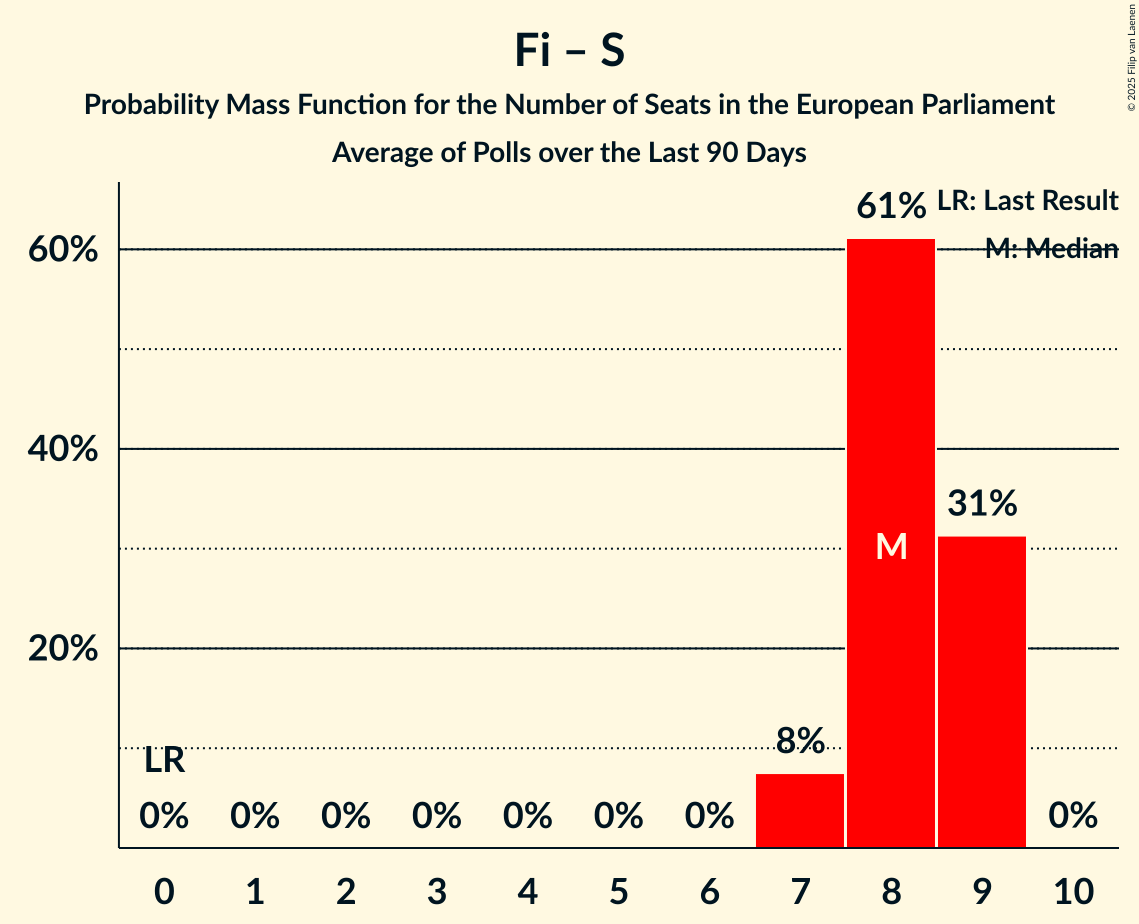 Fi – S
Probability Mass Function for the Number of Seats in the European Parliament
Average of Polls over the Last 90 Days
© 2025 Filip van Laenen
LR: Last Result
M: Median
60%
40%
20%
61%
31%
M
8%
LR
0% 0% 0% 0% 0% 0% 0% 0%
0 1 2 3 4 5 6 7 8 9 10